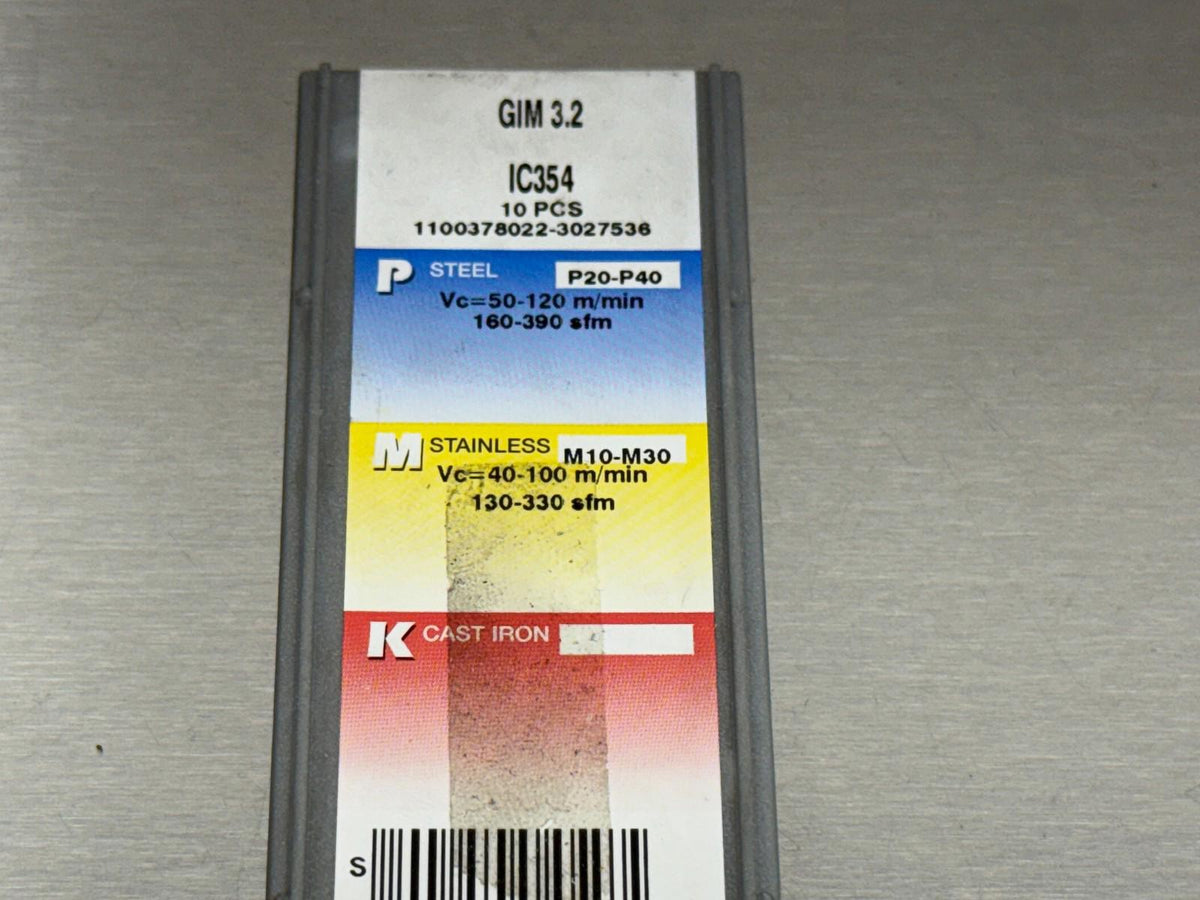 GIM 3.2
IC354
10 PCS
1100378022-3027536
P STEEL P20-P40
Vc=50-120 m/min
160-390 sfm
M STAINLESS M10-M30
Vc=40-100 m/min
130-330 sfm
K CAST IRON
S